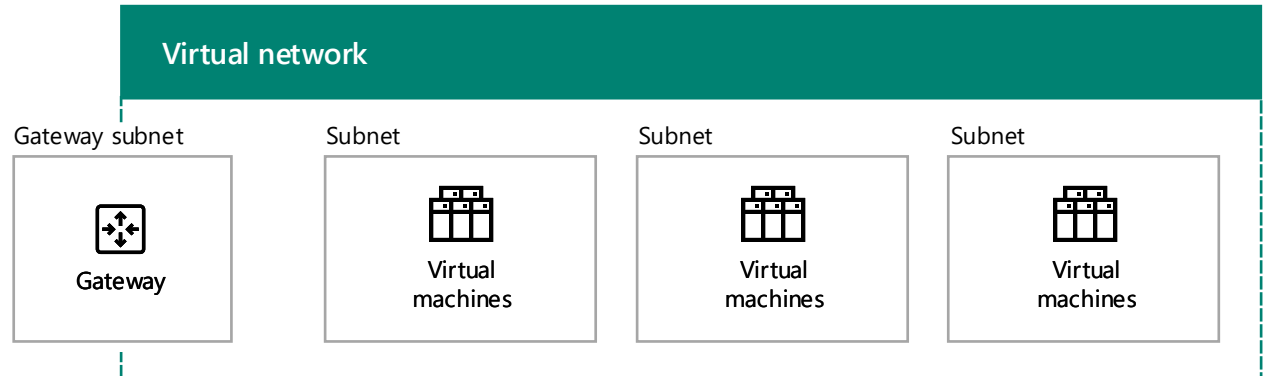 Virtual network
Gateway subnet
Subnet
Subnet
Subnet
Gateway
Virtual
machines
Virtual
machines
Virtual
machines